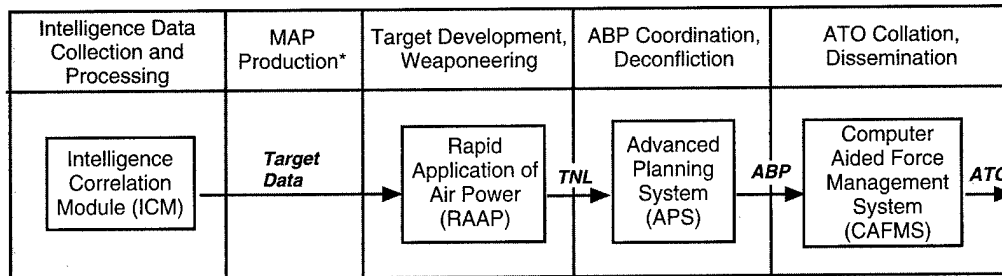 Intelligence Data
Collection and
Processing
MAP
Production*
Target Development,
Weaponeering
ABP Coordination,
Deconfliction
ATO Collation,
Dissemination
Intelligence
Correlation
Module (ICM)
Target
Data
Rapid
Application of
Air Power
(RAAP)
TNL
Advanced
Planning
System
(APS)
ABP
Computer
Aided Force
Management
System
(CAFMS)
ATO